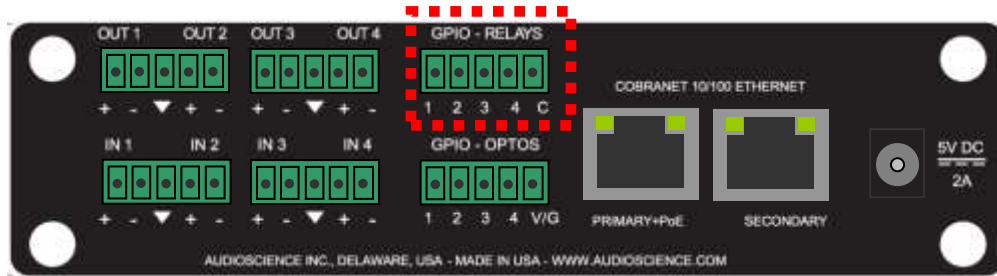 OUT 1 OUT 2 OUT 3 OUT 4 GPIO - RELAYS
+ - + - + - + - 1 2 3 4 C
COBRANET 10/100 ETHERNET
IN 1 IN 2 IN 3 IN 4 GPIO - OPTOS
5V DC
2A
+ - + - + - + - 1 2 3 4 V/G
PRIMARY+PoE SECONDARY
AUDIOSCIENCE INC., DELAWARE, USA - MADE IN USA - WWW.AUDIOSCIENCE.COM